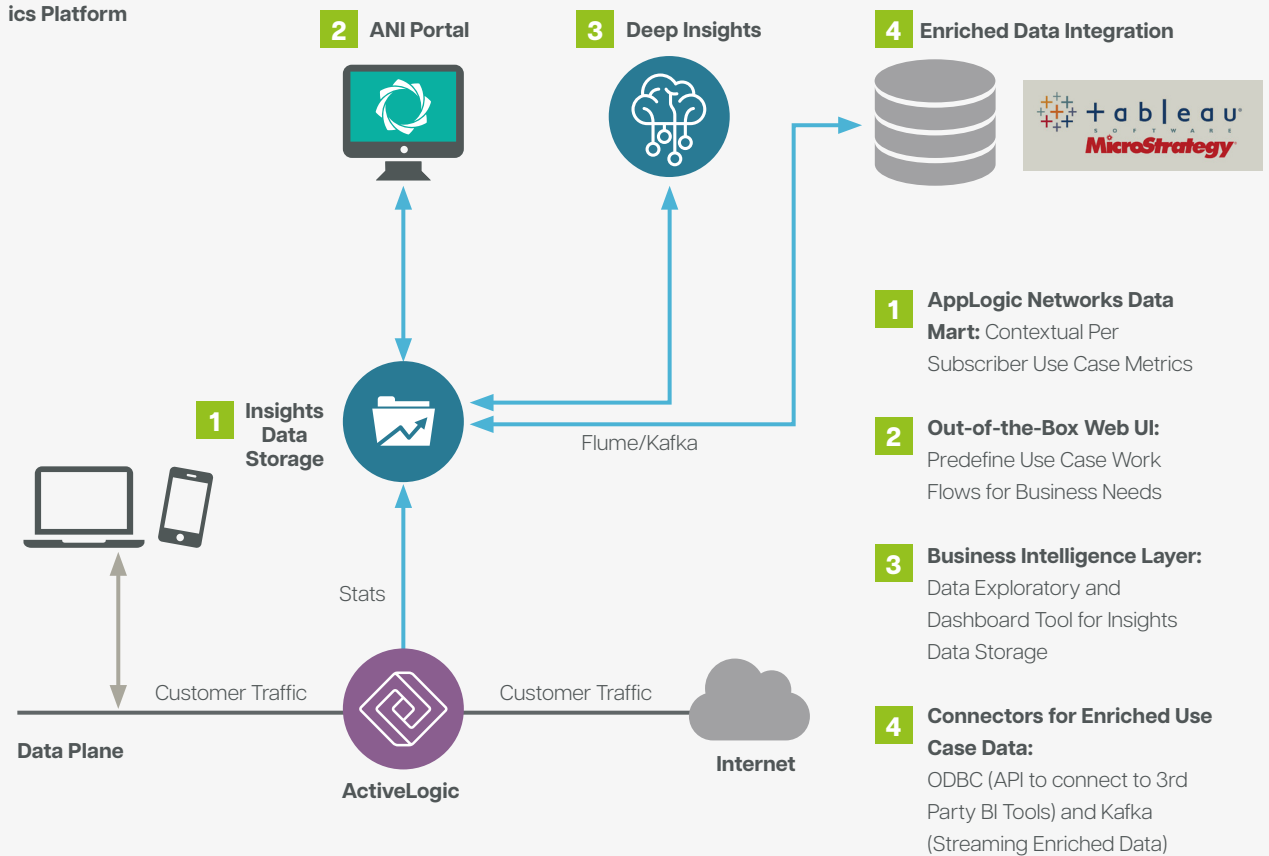 ics Platform
2 ANI Portal
3 Deep Insights
4 Enriched Data Integration
+ableau
SOFTWARE
MicroStrategy
1 Insights
Data
Storage
Flume/Kafka
Stats
Customer Traffic
Customer Traffic
Data Plane
ActiveLogic
Internet
1 AppLogic Networks Data
Mart: Contextual Per
Subscriber Use Case Metrics
2 Out-of-the-Box Web UI:
Predefine Use Case Work
Flows for Business Needs
3 Business Intelligence Layer:
Data Exploratory and
Dashboard Tool for Insights
Data Storage
4 Connectors for Enriched Use
Case Data:
ODBC (API to connect to 3rd
Party BI Tools) and Kafka
(Streaming Enriched Data)